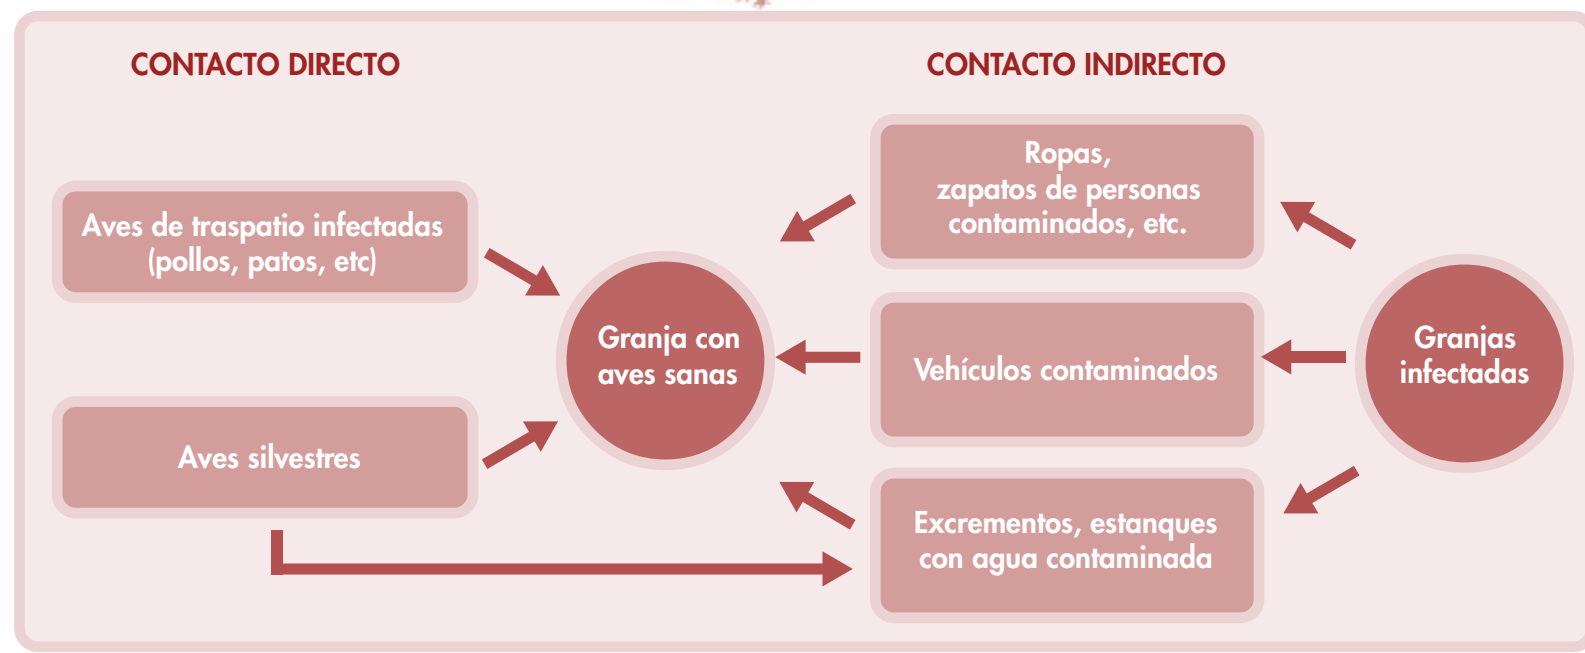 CONTACTO DIRECTO
Aves de traspatio infectadas
(pollos, patos, etc)
Aves silvestres
Granja con
aves sanas
CONTACTO INDIRECTO
Ropas,
zapatos de personas
contaminados, etc.
Vehículos contaminados
Excrementos, estanques
con agua contaminada
Granjas
infectadas